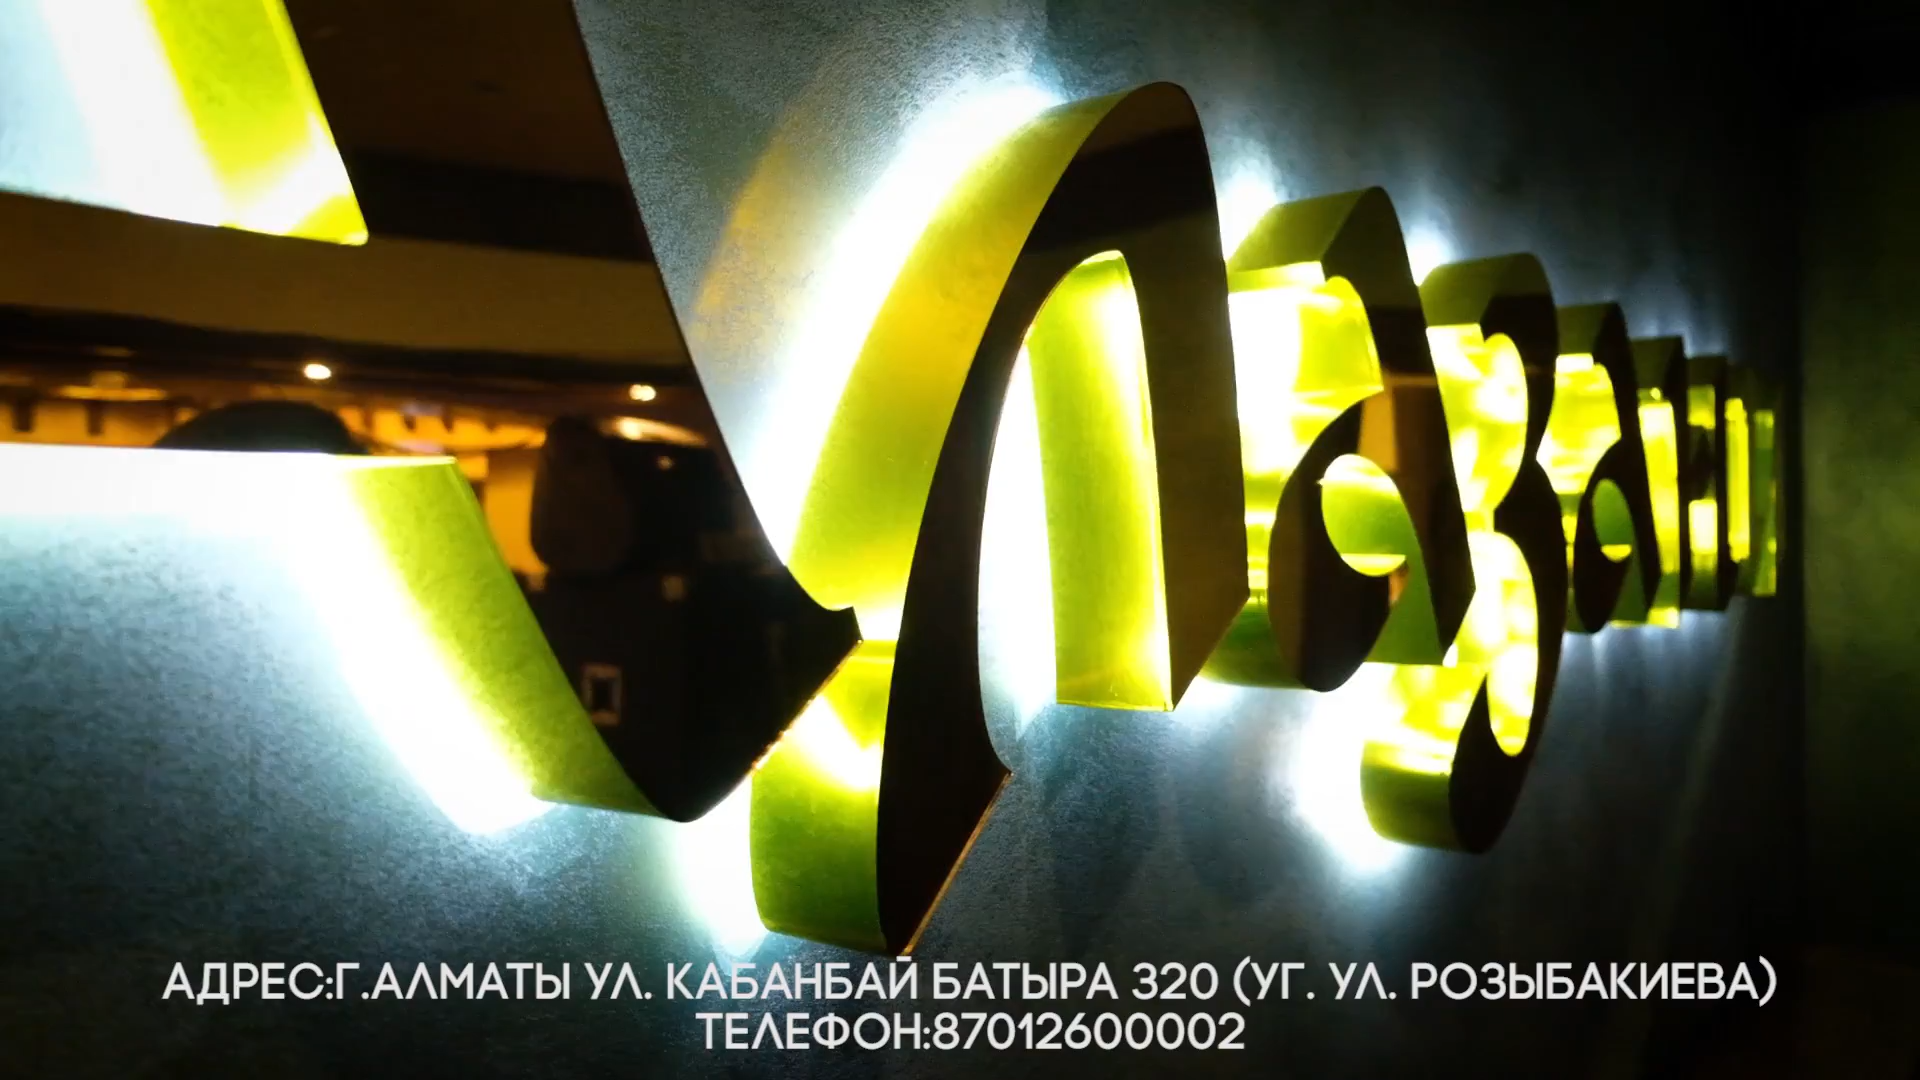 АДРЕС:Г.АЛМАТЫ УЛ. КАБАНБАЙ БАТЫРА 320 (УГ. УЛ. РОЗЫБАКИЕВА)
ТЕЛЕФОН:87012600002